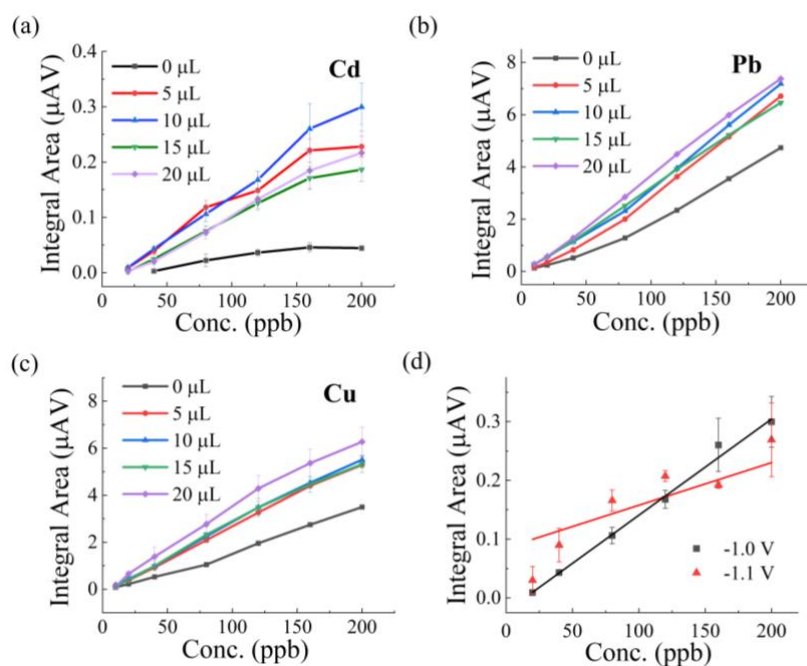 (a)
Cd
0 μL
5 μL
10 μL
15 μL
20 μL
0.4
0.3
0.2
0.1
0.0
Integral Area (μAV)
0 50 100 150 200
Conc. (ppb)
(b)
Pb
0 μL
5 μL
10 μL
15 μL
20 μL
8
6
4
2
0
Integral Area (μAV)
0 50 100 150 200
Conc. (ppb)
(c)
Cu
0 μL
5 μL
10 μL
15 μL
20 μL
8
6
4
2
0
Integral Area (μAV)
0 50 100 150 200
Conc. (ppb)
(d)
0.3
0.2
0.1
0.0
Integral Area (μAV)
-1.0 V
-1.1 V
0 50 100 150 200
Conc. (ppb)